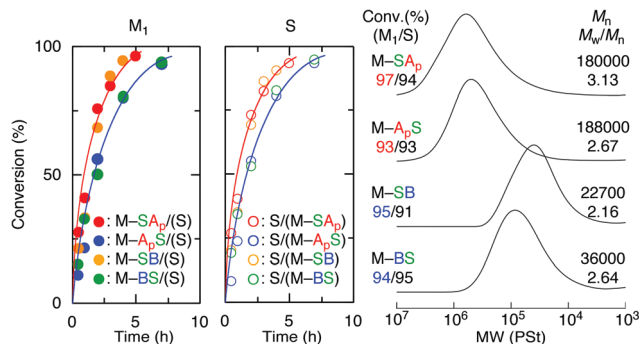 M₁
S
Conversion (%)
100
50
0
M–SAₚ/(S)
: M–AₚS/(S)
: M–SB/(S)
: M–BS/(S)
0 5 10
Time (h)
: S/(M–SAₚ)
: S/(M–AₚS)
: S/(M–SB)
: S/(M–BS)
0 5 10
Time (h)
Conv.(%)
(M₁/S)
Mₙ
M_w/Mₙ
M–SAₚ
97/94
180000
3.13
M–AₚS
93/93
188000
2.67
M–SB
95/91
22700
2.16
M–BS
94/95
36000
2.64
10⁷ 10⁶ 10⁵ 10⁴ 10³
MW (PSt)